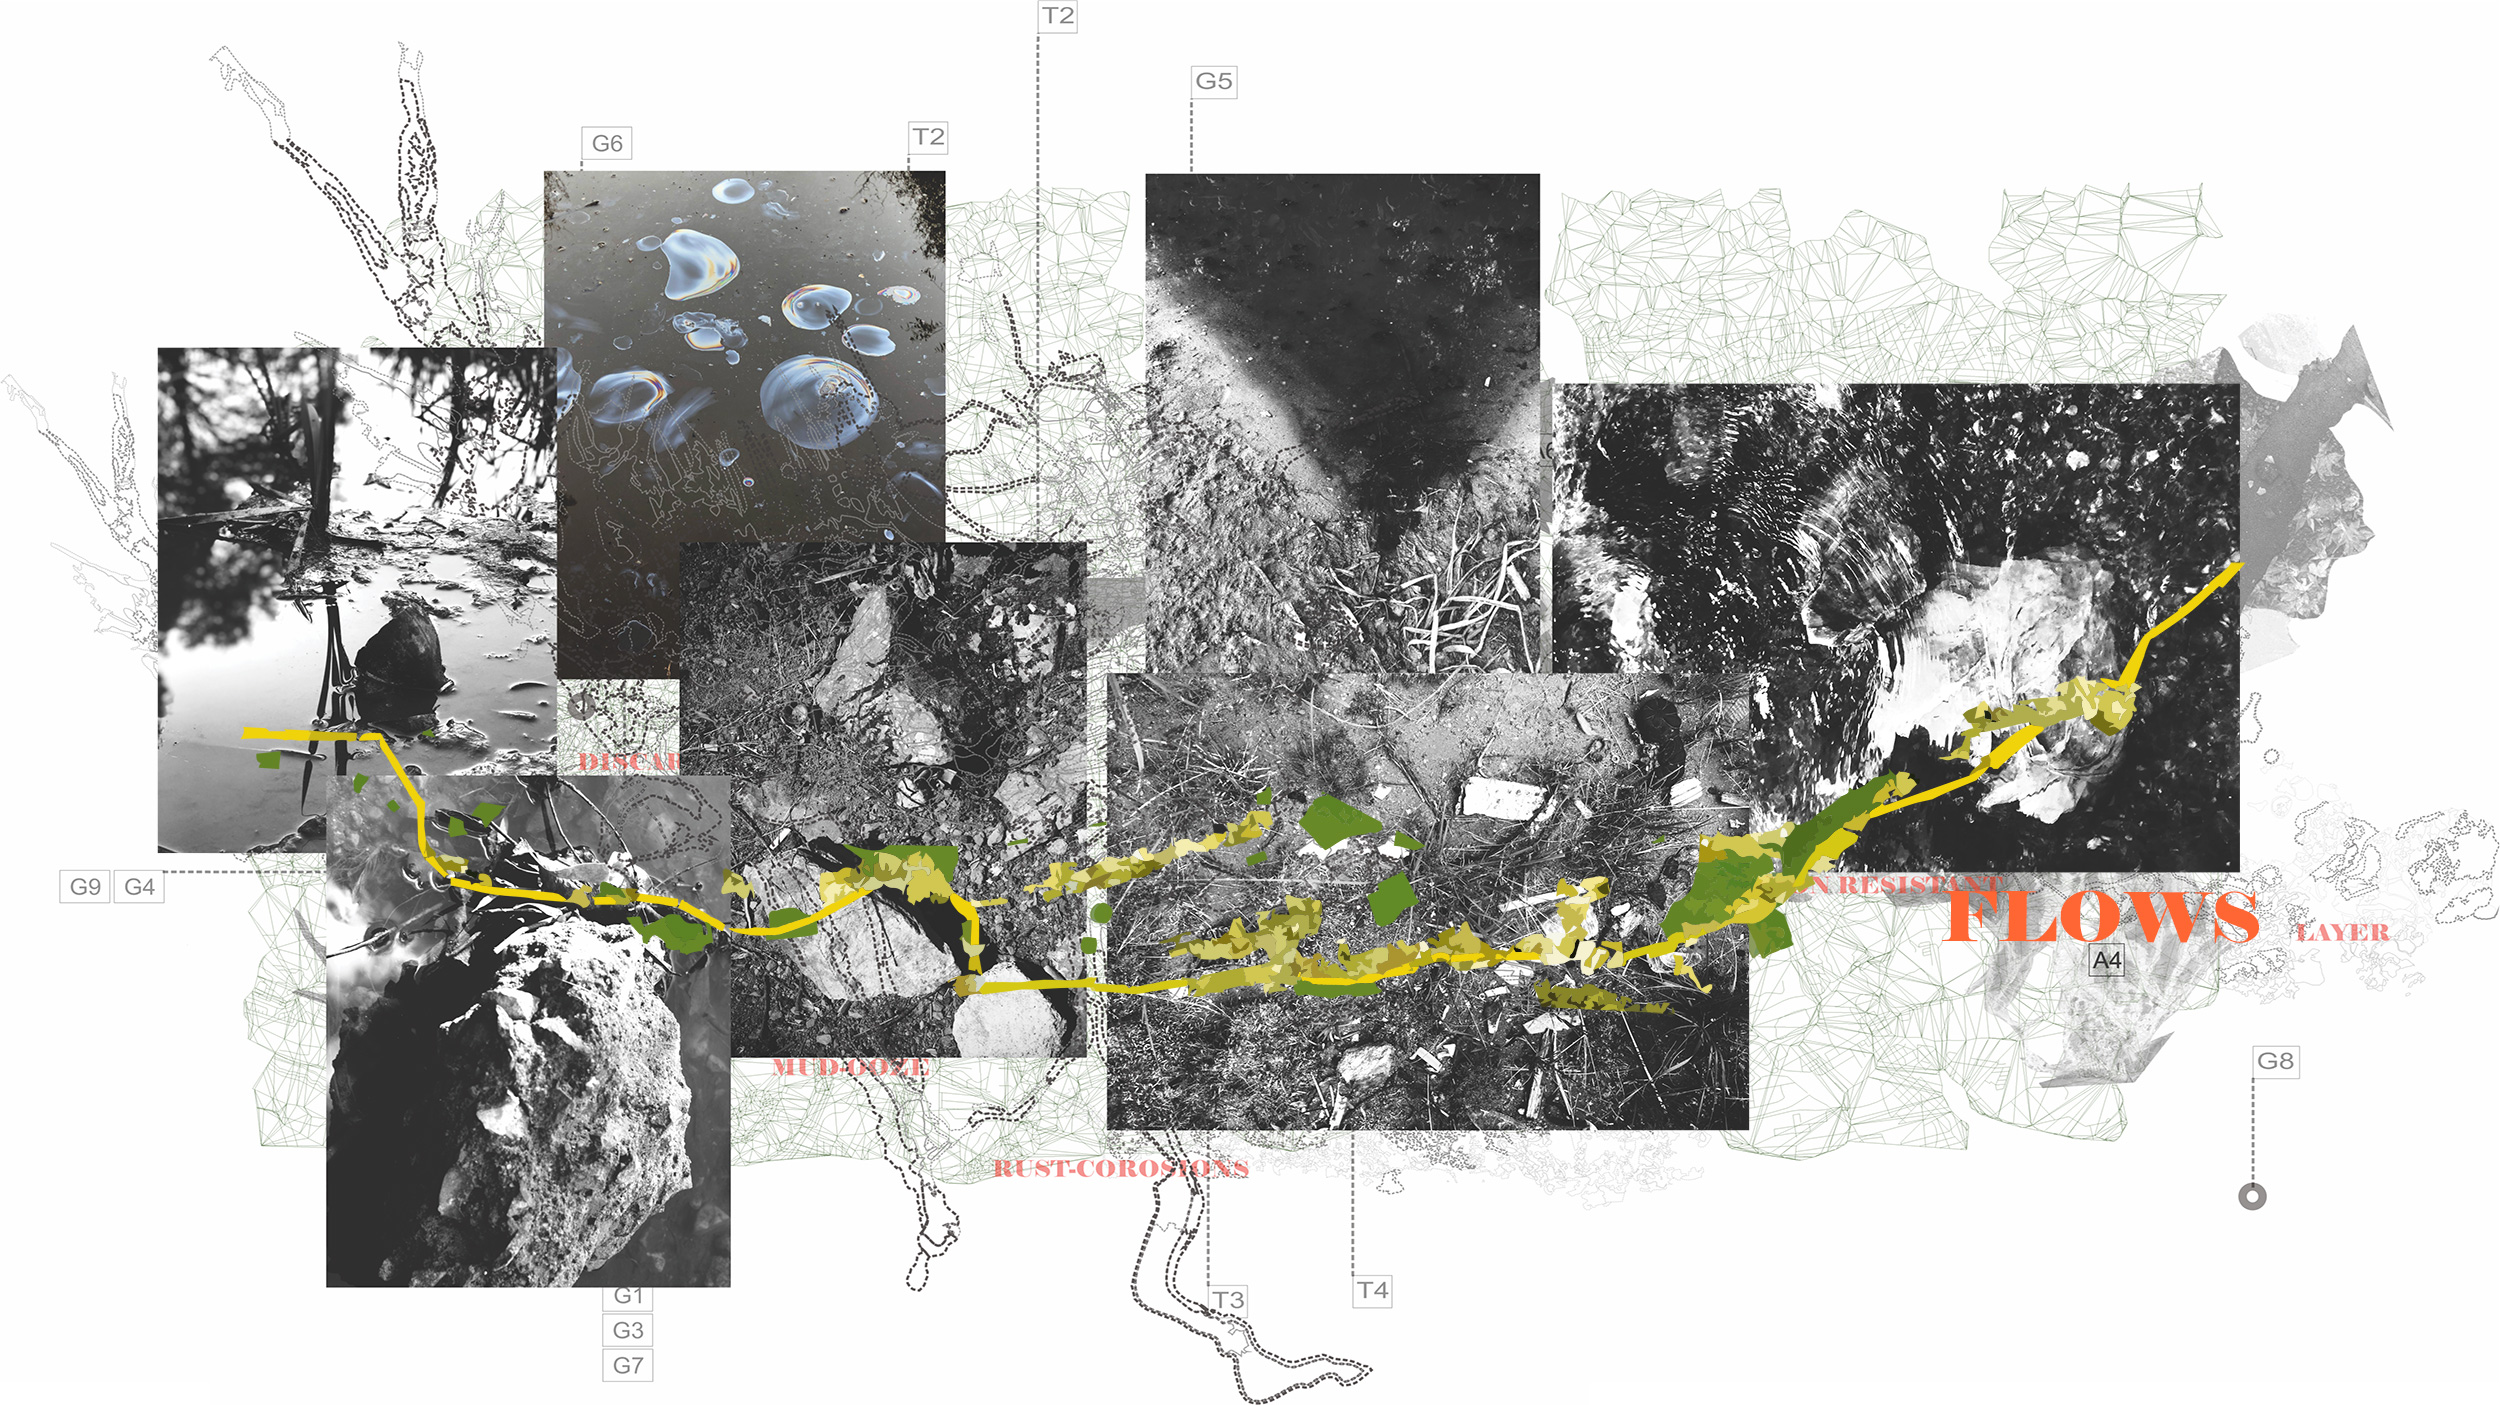 T2
G5
G6
T2
DISCAR
G9 G4
N RESISTANT
FLOWS
LAYER
A4
MUD-OOZE
G8
RUST-COROSIONS
G1
G3
G7
T3
T4